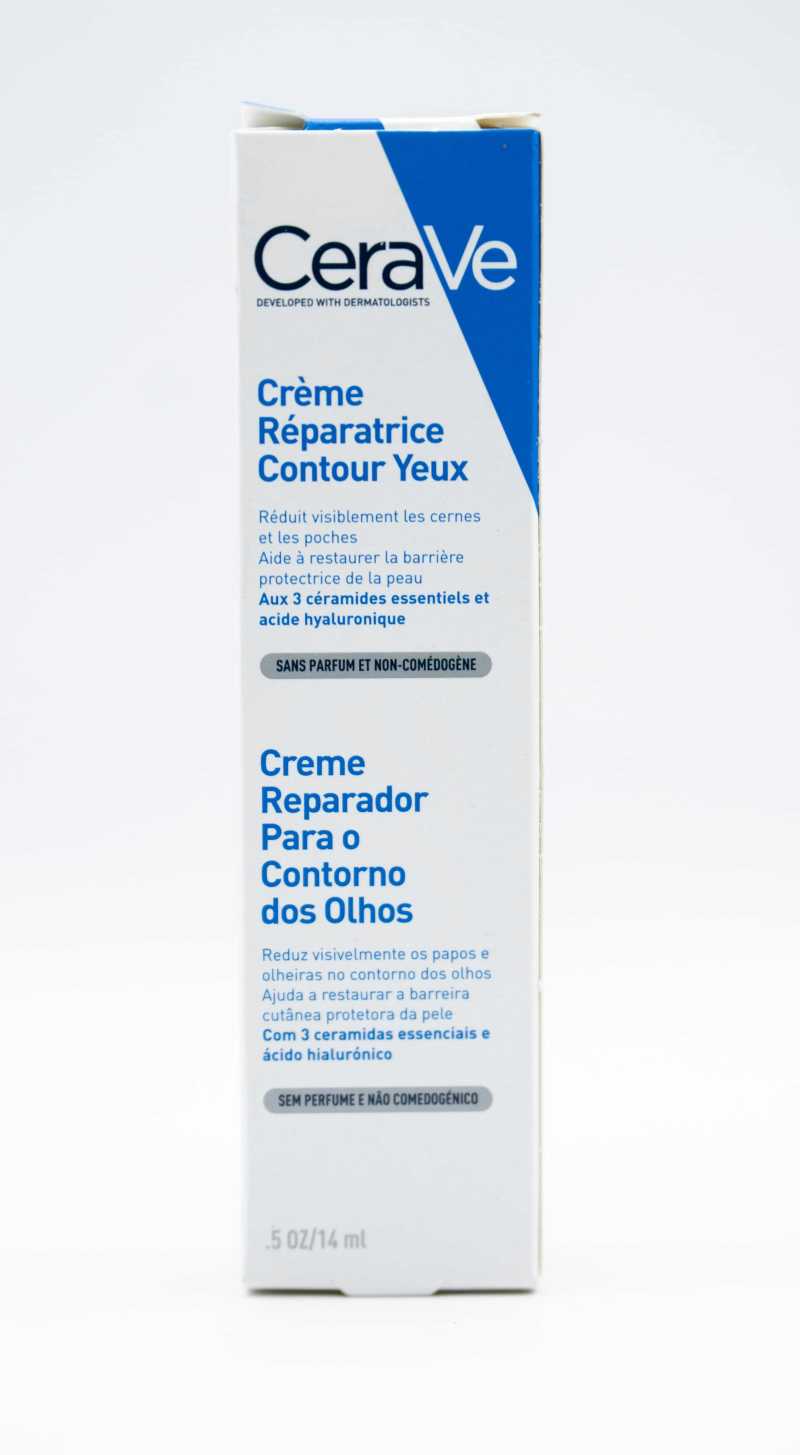 CeraVe
DEVELOPED WITH DERMATOLOGISTS
Crème
Réparatrice
Contour Yeux
Réduit visiblement les cernes
et les poches
Aide à restaurer la barrière
protectrice de la peau
Aux 3 céramides essentiels et
acide hyaluronique
SANS PARFUM ET NON-COMÉDOGÈNE
Creme
Reparador
Para o
Contorno
dos Olhos
Reduz visivelmente os papos e
olheiras no contorno dos olhos
Ajuda a restaurar a barreira
cutânea protetora da pele
Com 3 ceramidas essenciais e
ácido hialurónico
SEM PERFUME E NÃO COMEDOGÉNICO
.5 OZ/14 ml